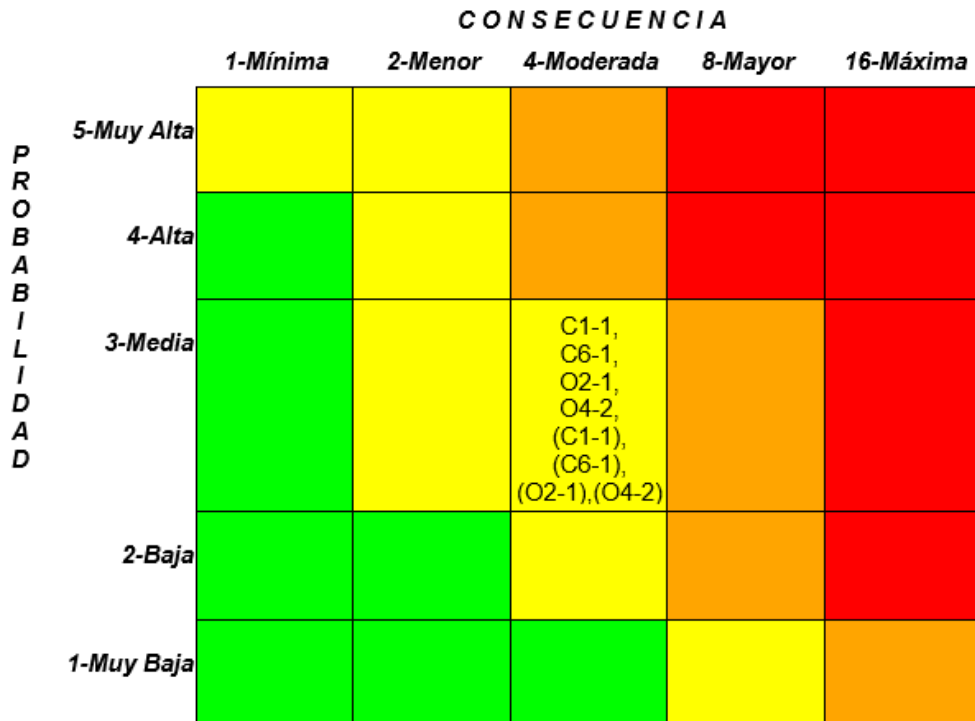 C O N S E C U E N C I A
1-Mínima 2-Menor 4-Moderada 8-Mayor 16-Máxima
P R O B A B I L I D A D
5-Muy Alta
4-Alta
3-Media
C1-1,
C6-1,
O2-1,
O4-2,
(C1-1),
(C6-1),
(O2-1),(O4-2)
2-Baja
1-Muy Baja